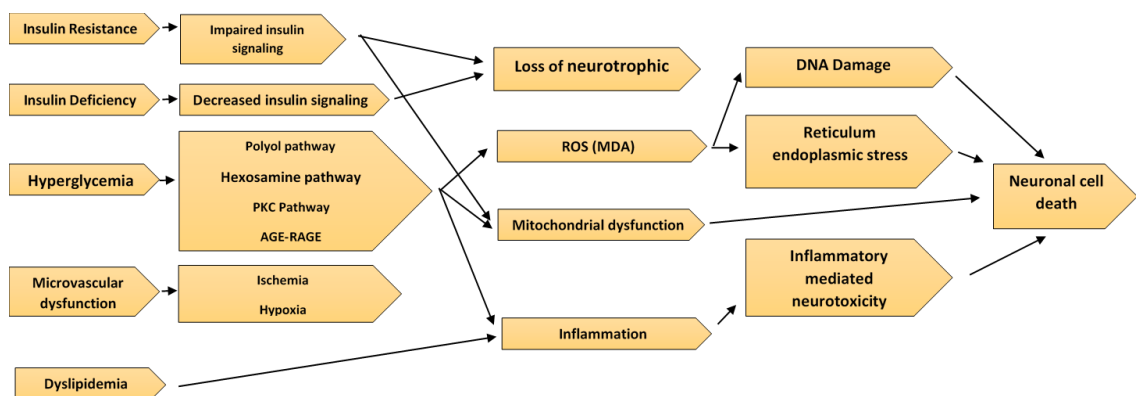 Insulin Resistance
Impaired insulin
signaling
Loss of neurotrophic
DNA Damage
Insulin Deficiency
Decreased insulin signaling
Hyperglycemia
Polyol pathway
Hexosamine pathway
PKC Pathway
AGE-RAGE
ROS (MDA)
Reticulum
endoplasmic stress
Neuronal cell
death
Mitochondrial dysfunction
Microvascular
dysfunction
Ischemia
Hypoxia
Inflammatory
mediated
neurotoxicity
Inflammation
Dyslipidemia